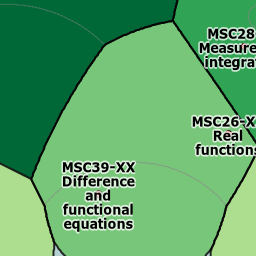 MSC28
Measure
integra
MSC26-X
Real
functions
MSC39-XX
Difference
and
functional
equations